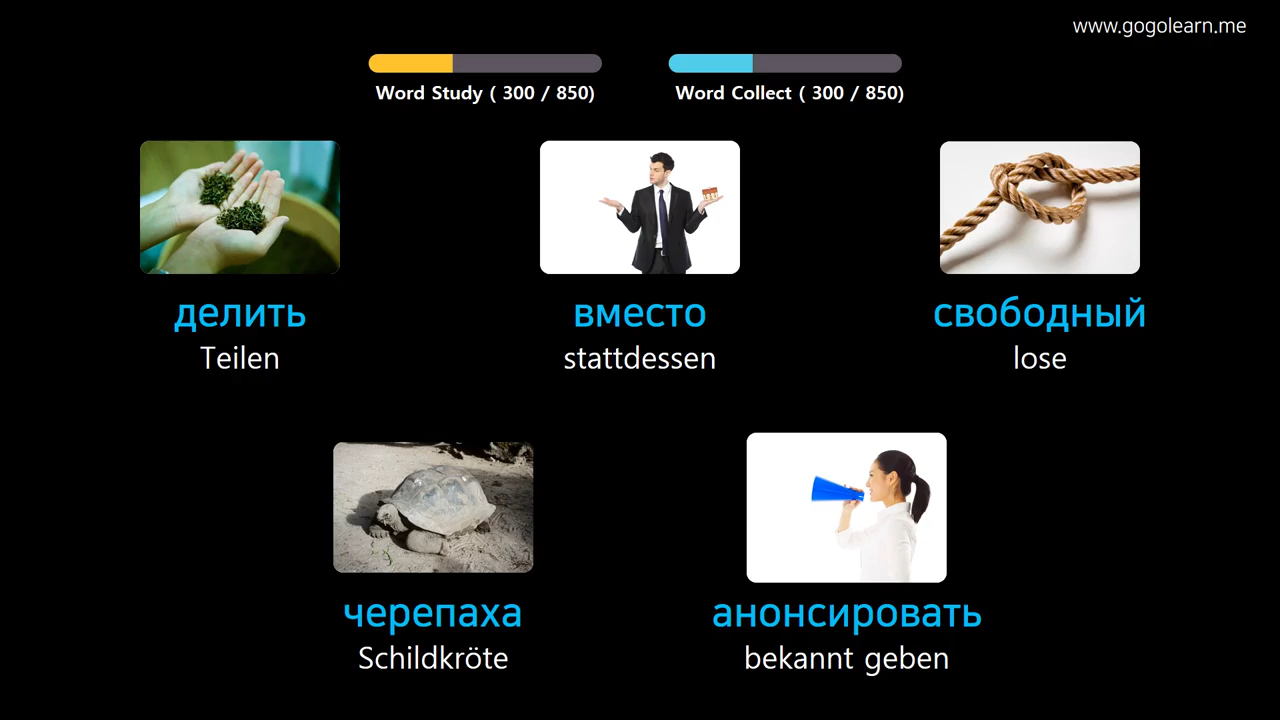 www.gogolearn.me
Word Study ( 300 / 850)
Word Collect ( 300 / 850)
делить
Teilen
вместо
stattdessen
свободный
lose
черепаха
Schildkröte
анонсировать
bekannt geben